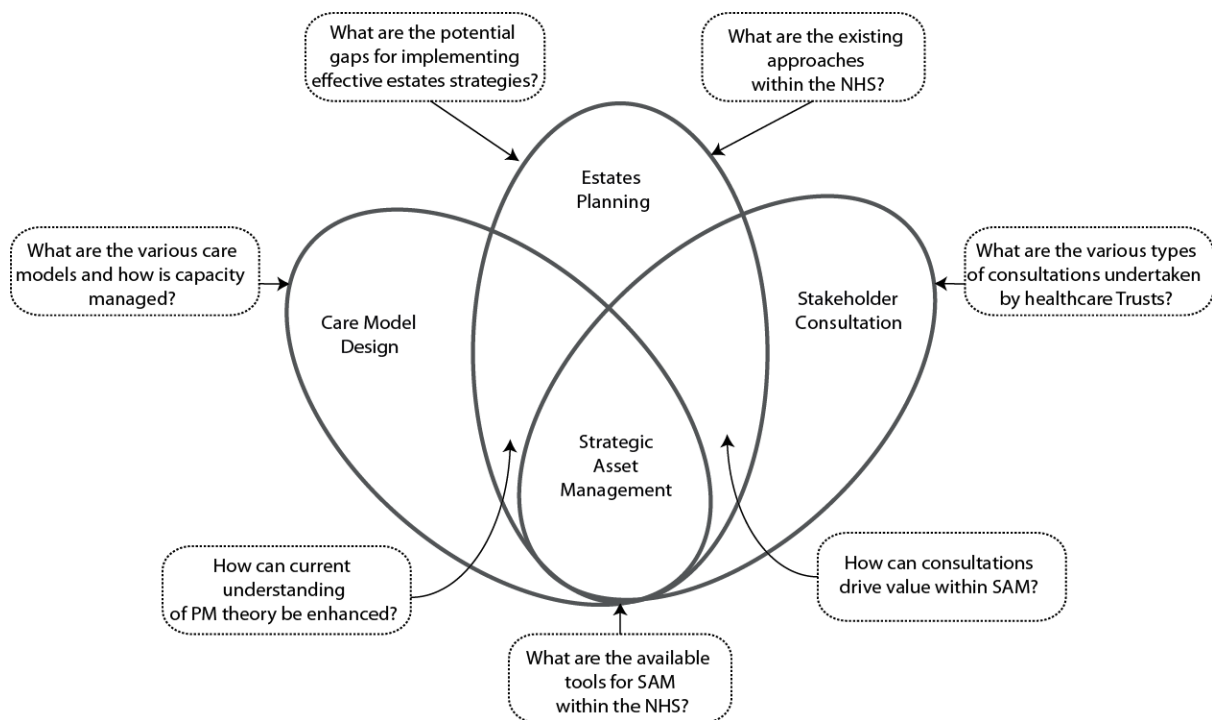 What are the potential
gaps for implementing
effective estates strategies?
What are the existing
approaches
within the NHS?
Estates
Planning
What are the various care
models and how is capacity
managed?
Care Model
Design
Stakeholder
Consultation
What are the various types
of consultations undertaken
by healthcare Trusts?
Strategic
Asset
Management
How can current
understanding
of PM theory be enhanced?
How can consultations
drive value within SAM?
What are the available
tools for SAM
within the NHS?